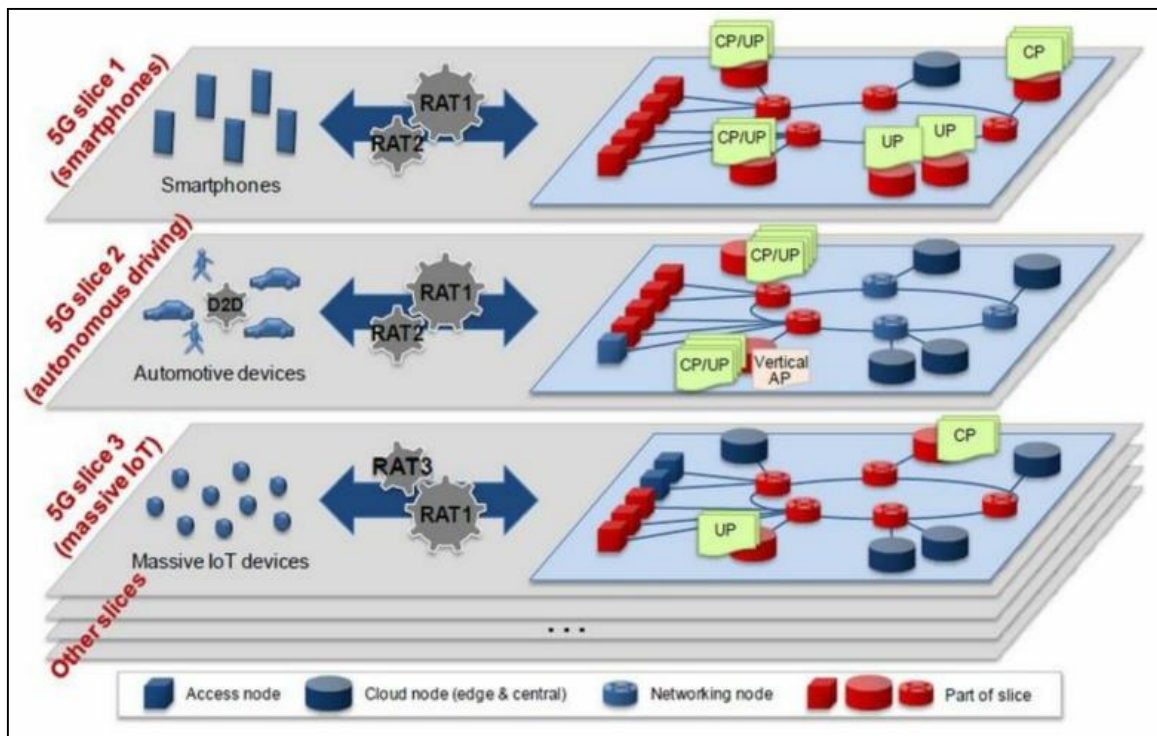 5G slice 1
(smartphones)
Smartphones
RAT1
RAT2
CP/UP
CP
CP/UP
UP
UP
5G slice 2
(autonomous driving)
D2D
Automotive devices
RAT1
RAT2
CP/UP
CP/UP
Vertical
AP
5G slice 3
(massive IoT)
Massive IoT devices
RAT3
RAT1
CP
UP
Other slices
...
Access node
Cloud node (edge & central)
Networking node
Part of slice